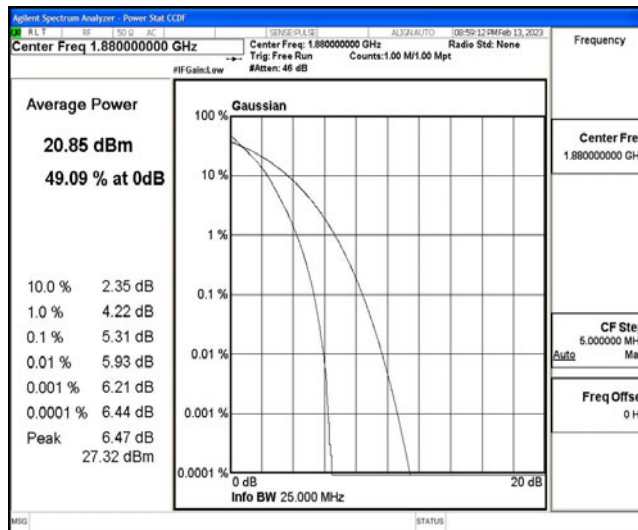 Agilent Spectrum Analyzer - Power Stat CCDF
R L T RF 50 Ω AC SENSE:PULSE ALIGN AUTO 08:59:12 PM Feb 13, 2023
Center Freq 1.880000000 GHz
Center Freq: 1.880000000 GHz Radio Std: None
Trig: Free Run Counts:1.00 M/1.00 Mpt
#IFGain:Low #Atten: 46 dB
Frequency
Average Power
20.85 dBm
49.09 % at 0dB
10.0 % 2.35 dB
1.0 % 4.22 dB
0.1 % 5.31 dB
0.01 % 5.93 dB
0.001 % 6.21 dB
0.0001 % 6.44 dB
Peak 6.47 dB
27.32 dBm
Gaussian
100 %
10 %
1 %
0.1 %
0.01 %
0.001 %
0.0001 %
0 dB 20 dB
Info BW 25.000 MHz
Center Fre
1.880000000 GH
CF Ste
5.000000 MH
Auto Ma
Freq Offse
0 H
MSG STATUS